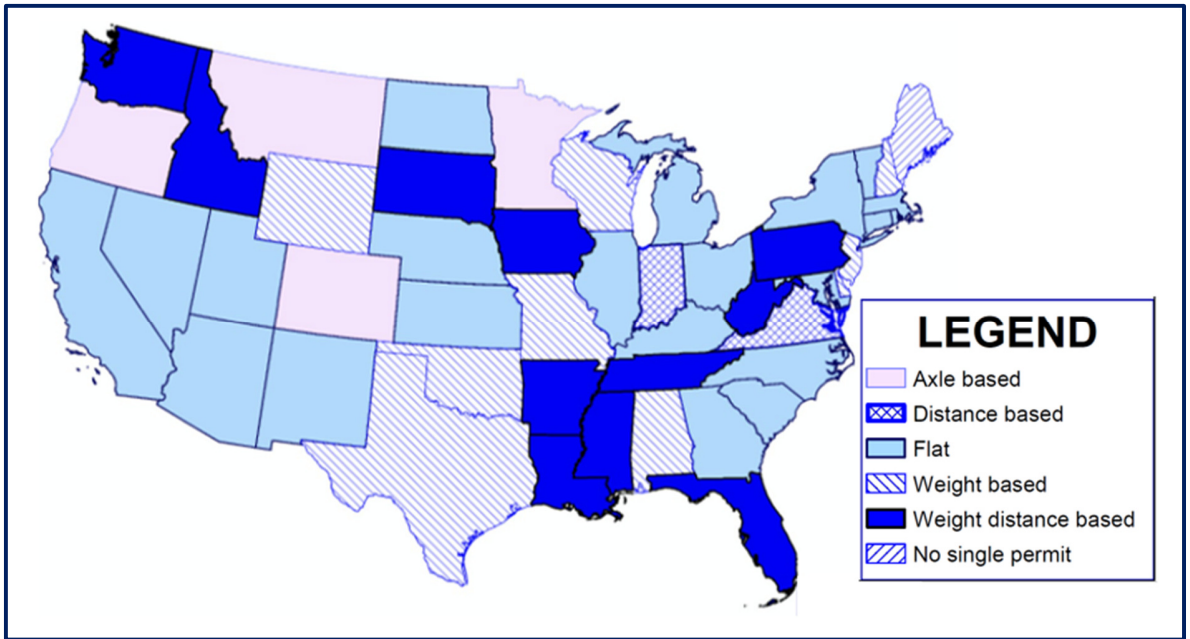 LEGEND
Axle based
Distance based
Flat
Weight based
Weight distance based
No single permit